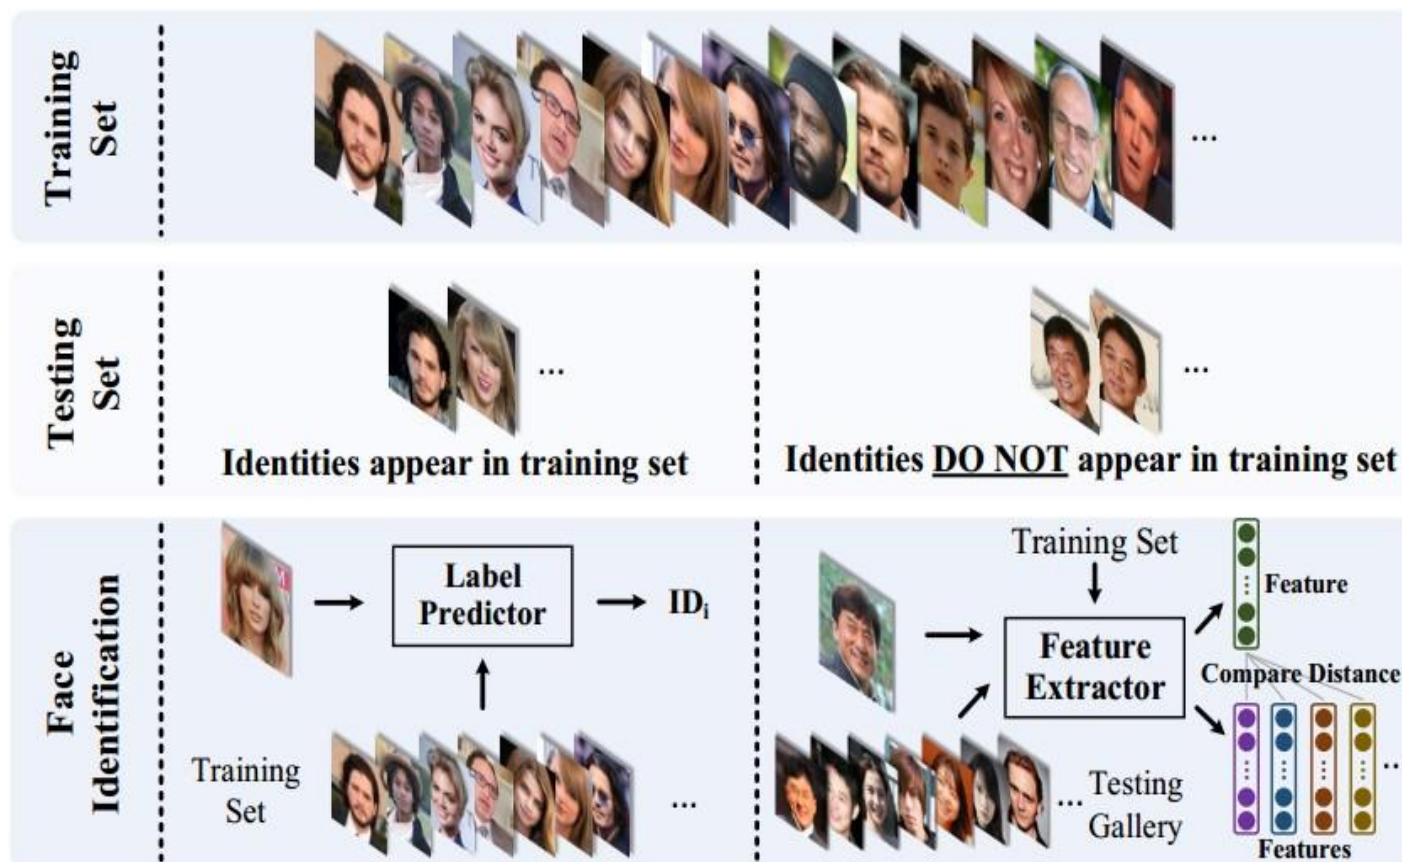 Training
Set
...
Testing
Set
...
Identities appear in training set
...
Identities DO NOT appear in training set
Face
Identification
Label
Predictor
IDi
Training
Set
...
Training Set
Feature
Extractor
Feature
Compare Distance
... Testing
Gallery
...
Features